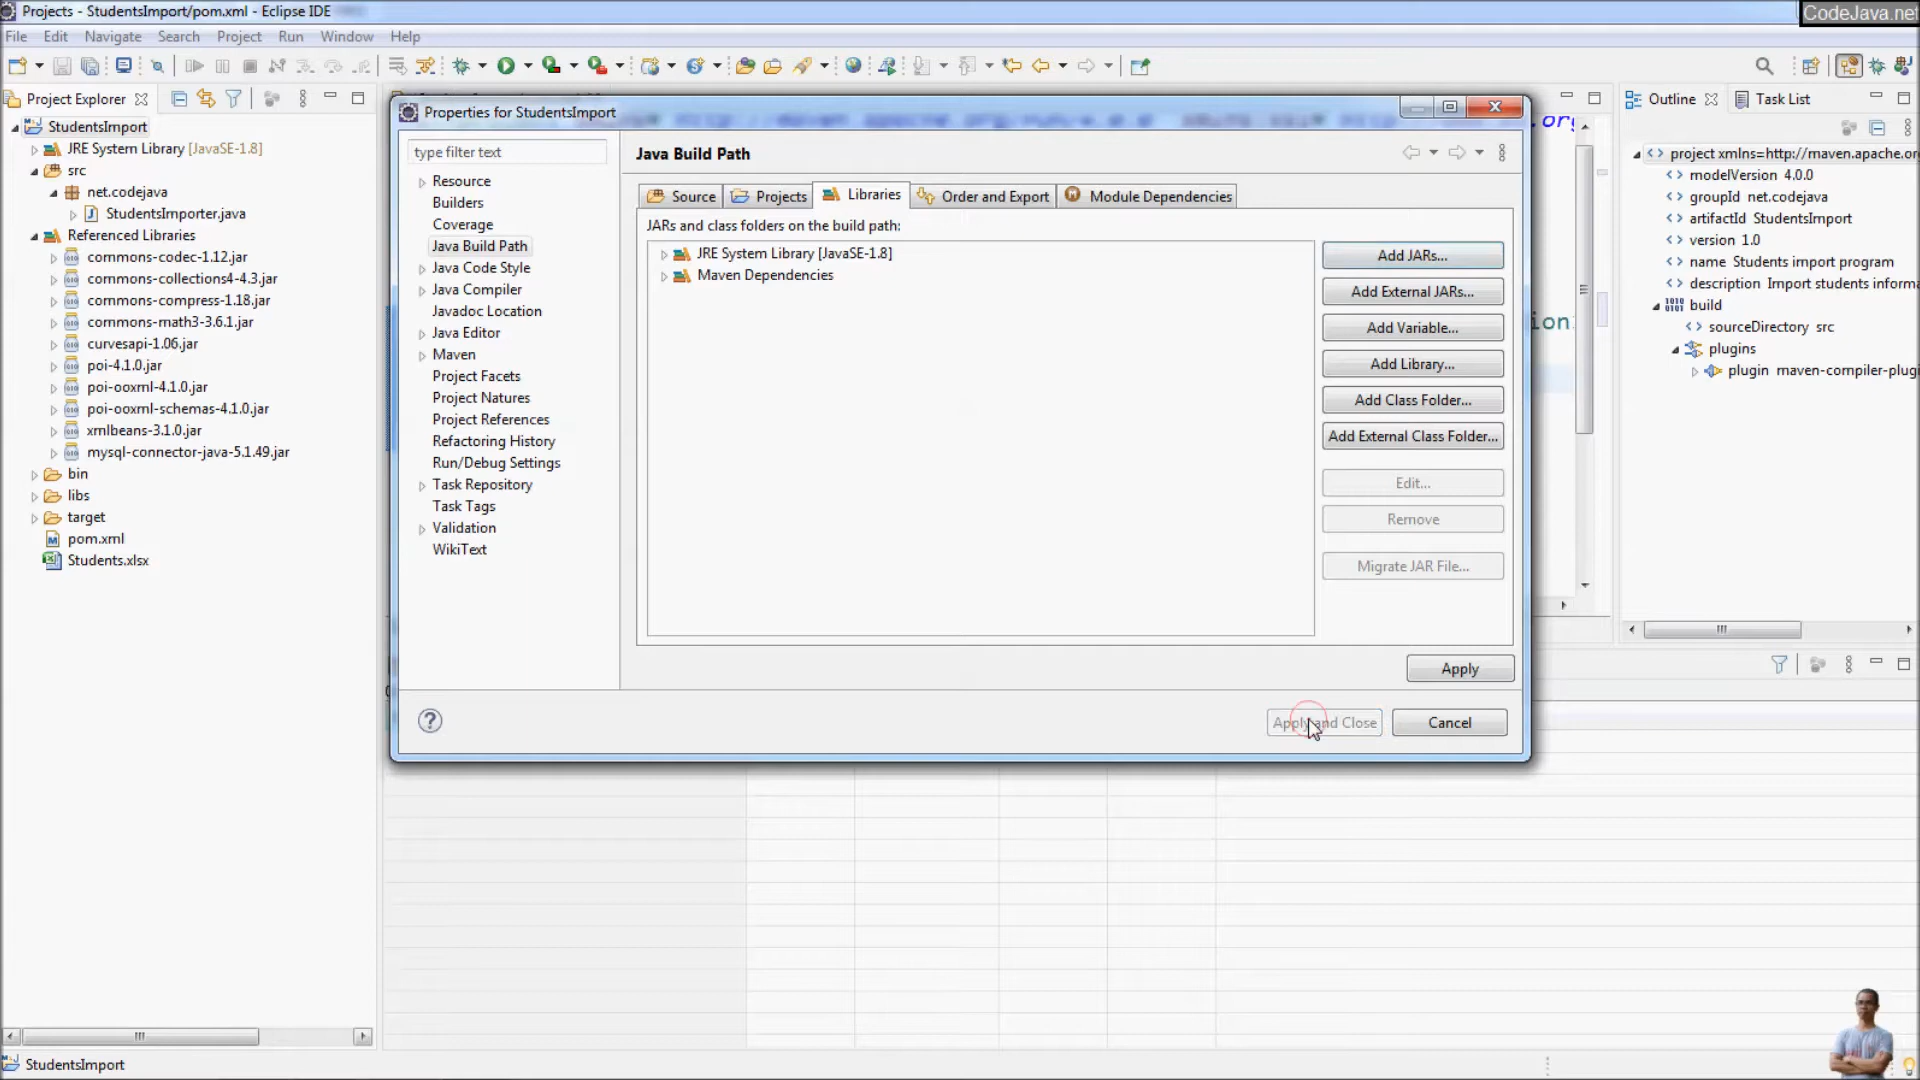 Projects - StudentsImport/pom.xml - Eclipse IDE
CodeJava.net
File Edit Navigate Search Project Run Window Help
Project Explorer
StudentsImport
JRE System Library [JavaSE-1.8]
src
net.codejava
StudentsImporter.java
Referenced Libraries
commons-codec-1.12.jar
commons-collections4-4.3.jar
commons-compress-1.18.jar
commons-math3-3.6.1.jar
curvesapi-1.06.jar
poi-4.1.0.jar
poi-ooxml-4.1.0.jar
poi-ooxml-schemas-4.1.0.jar
xmlbeans-3.1.0.jar
mysql-connector-java-5.1.49.jar
bin
libs
target
pom.xml
Students.xlsx
Properties for StudentsImport
type filter text
Resource
Builders
Coverage
Java Build Path
Java Code Style
Java Compiler
Javadoc Location
Java Editor
Maven
Project Facets
Project Natures
Project References
Refactoring History
Run/Debug Settings
Task Repository
Task Tags
Validation
WikiText
Java Build Path
Source Projects Libraries Order and Export Module Dependencies
JARs and class folders on the build path:
JRE System Library [JavaSE-1.8]
Maven Dependencies
Add JARs...
Add External JARs...
Add Variable...
Add Library...
Add Class Folder...
Add External Class Folder...
Edit...
Remove
Migrate JAR File...
Apply
Apply and Close Cancel
.org
ion
Outline Task List
project xmlns=http://maven.apache.org
modelVersion 4.0.0
groupId net.codejava
artifactId StudentsImport
version 1.0
name Students import program
description Import students informa
build
sourceDirectory src
plugins
plugin maven-compiler-plugi
StudentsImport